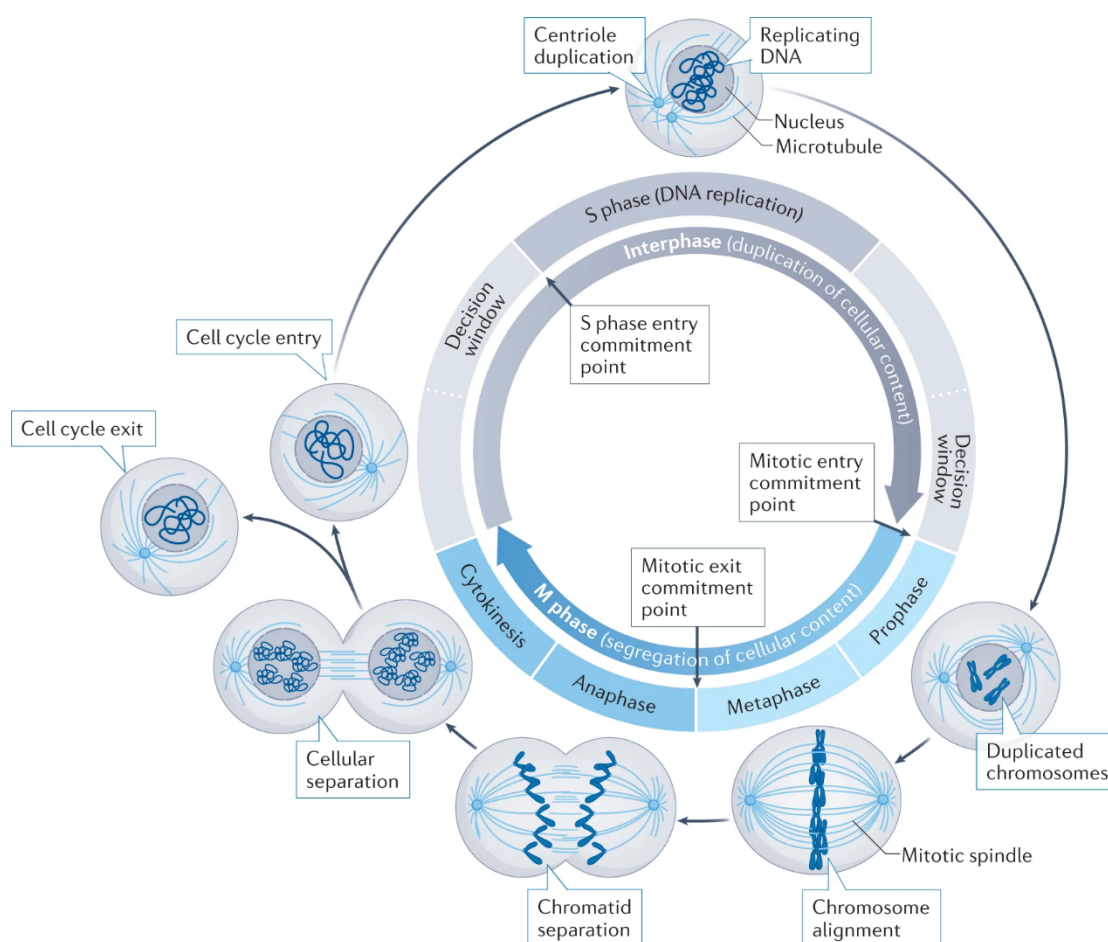 Centriole
duplication
Replicating
DNA
Nucleus
Microtubule
S phase (DNA replication)
Interphase (duplication of cellular content)
Decision
window
S phase entry
commitment
point
Cell cycle entry
Cell cycle exit
Decision
window
Mitotic entry
commitment
point
Mitotic exit
commitment
point
M phase (segregation of cellular content)
Cytokinesis
Anaphase
Metaphase
Prophase
Cellular
separation
Duplicated
chromosomes
Mitotic spindle
Chromatid
separation
Chromosome
alignment